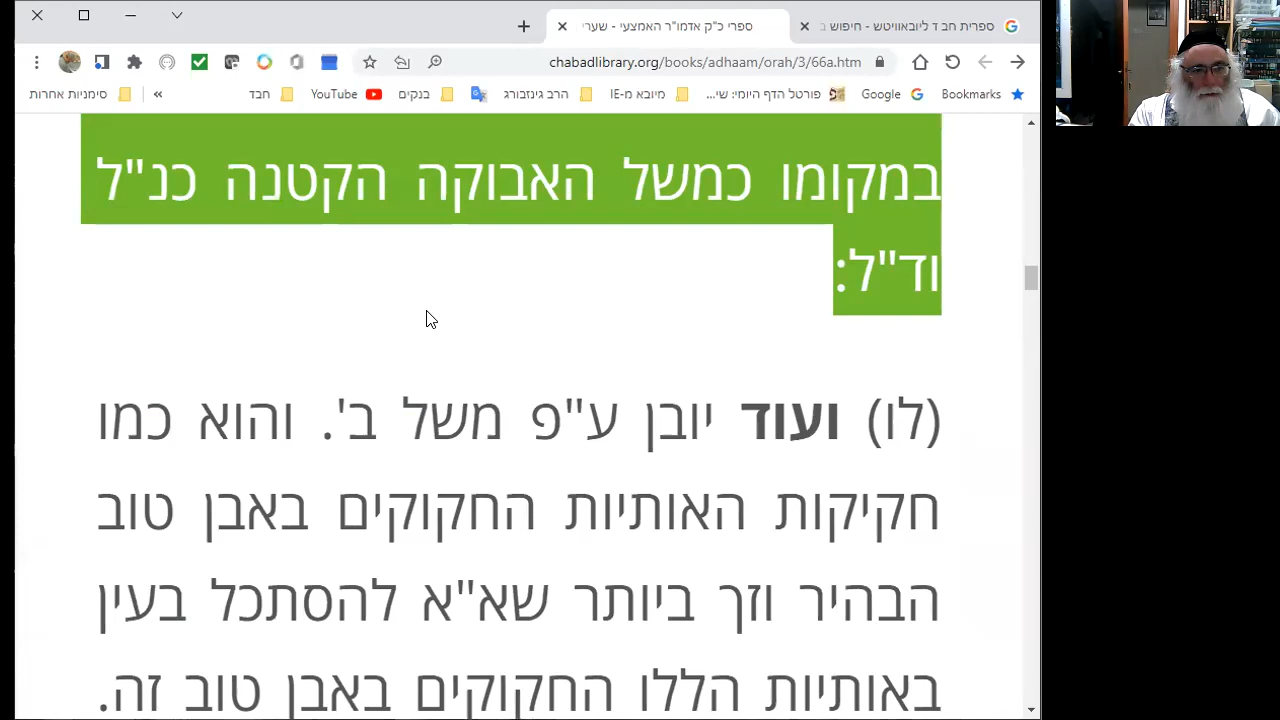 ספרי כ"ק אדמו"ר האמצעי - שערי
ספרית חב ד ליובאוויטש - חיפוש ב
chabadlibrary.org/books/adhaam/orah/3/66a.htm
סימניות אחרות
«
חבד
YouTube
בנקים
הרב גינזבורג
מיובא מ-IE
פורטל הדף היומי: שי...
Google
Bookmarks
במקומו כמשל האבוקה הקטנה כנ"ל
וד"ל:
(לו) ועוד יובן ע"פ משל ב'. והוא כמו
חקיקות האותיות החקוקים באבן טוב
הבהיר וזך ביותר שא"א להסתכל בעין
באותיות הללו החקוקים באבן טוב זה.